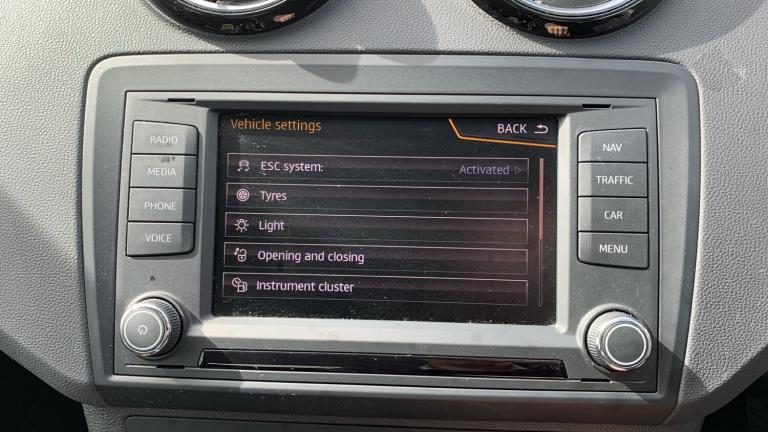 Vehicle settings
BACK
ESC system: Activated
Tyres
Light
Opening and closing
Instrument cluster
RADIO
MEDIA
PHONE
VOICE
NAV
TRAFFIC
CAR
MENU